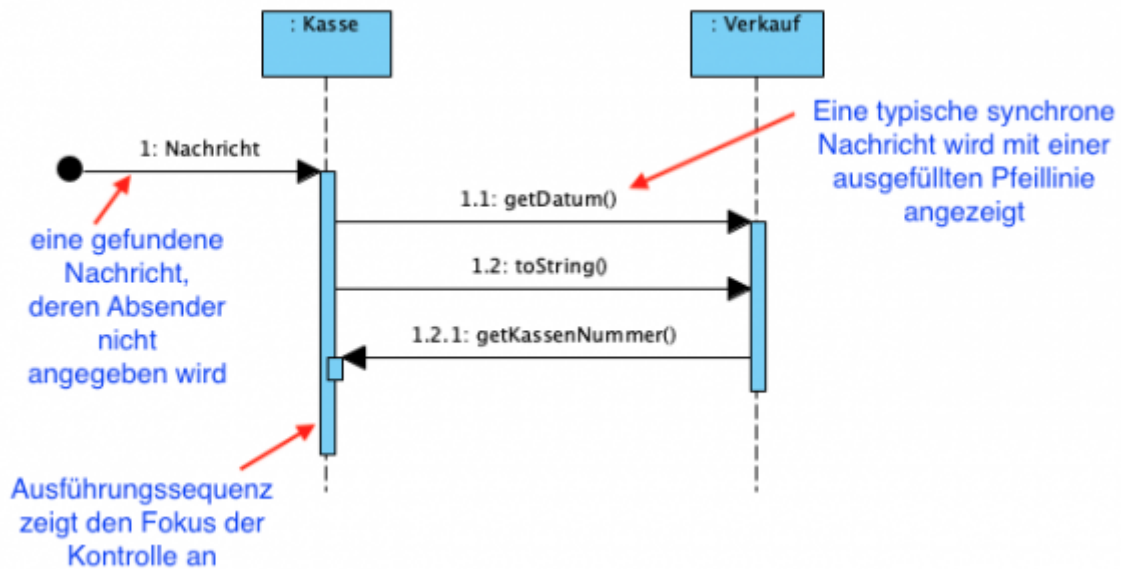 : Kasse
: Verkauf
Eine typische synchrone
Nachricht wird mit einer
ausgefüllten Pfeillinie
angezeigt
1: Nachricht
1.1: getDatum()
eine gefundene
Nachricht,
deren Absender
nicht
angegeben wird
1.2: toString()
1.2.1: getKassenNummer()
Ausführungssequenz
zeigt den Fokus der
Kontrolle an